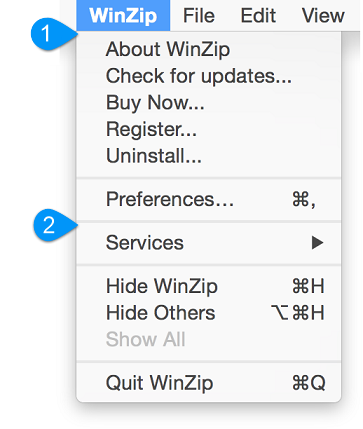 WinZip File Edit View
1
About WinZip
Check for updates...
Buy Now...
Register...
Uninstall...
Preferences… ⌘,
2
Services ▶
Hide WinZip ⌘H
Hide Others ⌥⌘H
Show All
Quit WinZip ⌘Q